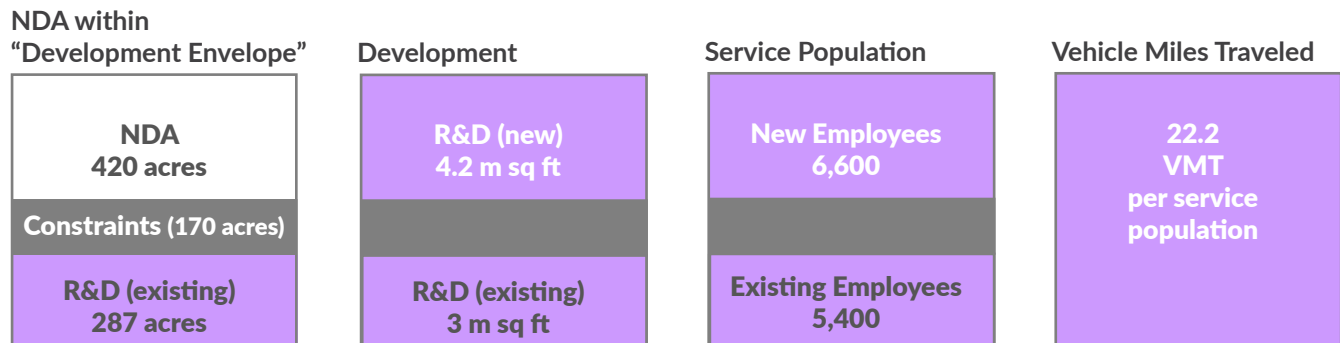 NDA within
“Development Envelope”
NDA
420 acres
Constraints (170 acres)
R&D (existing)
287 acres
Development
R&D (new)
4.2 m sq ft
R&D (existing)
3 m sq ft
Service Population
New Employees
6,600
Existing Employees
5,400
Vehicle Miles Traveled
22.2
VMT
per service
population